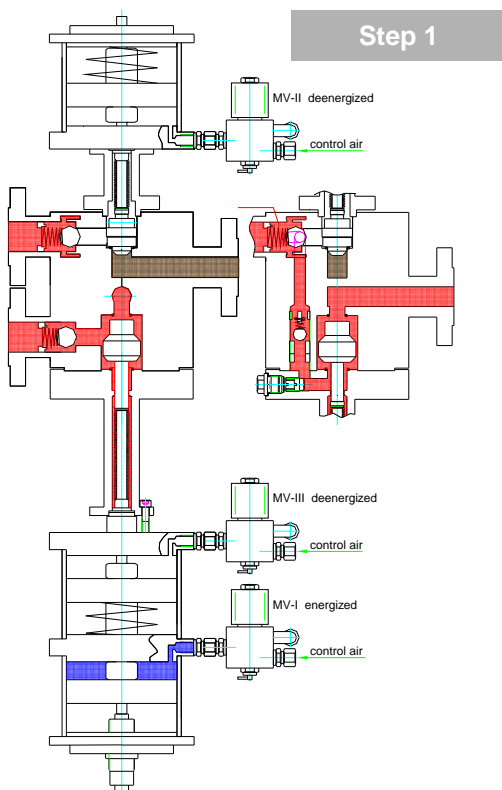 Step 1
MV-II deenergized
control air
MV-III deenergized
control air
MV-I energized
control air